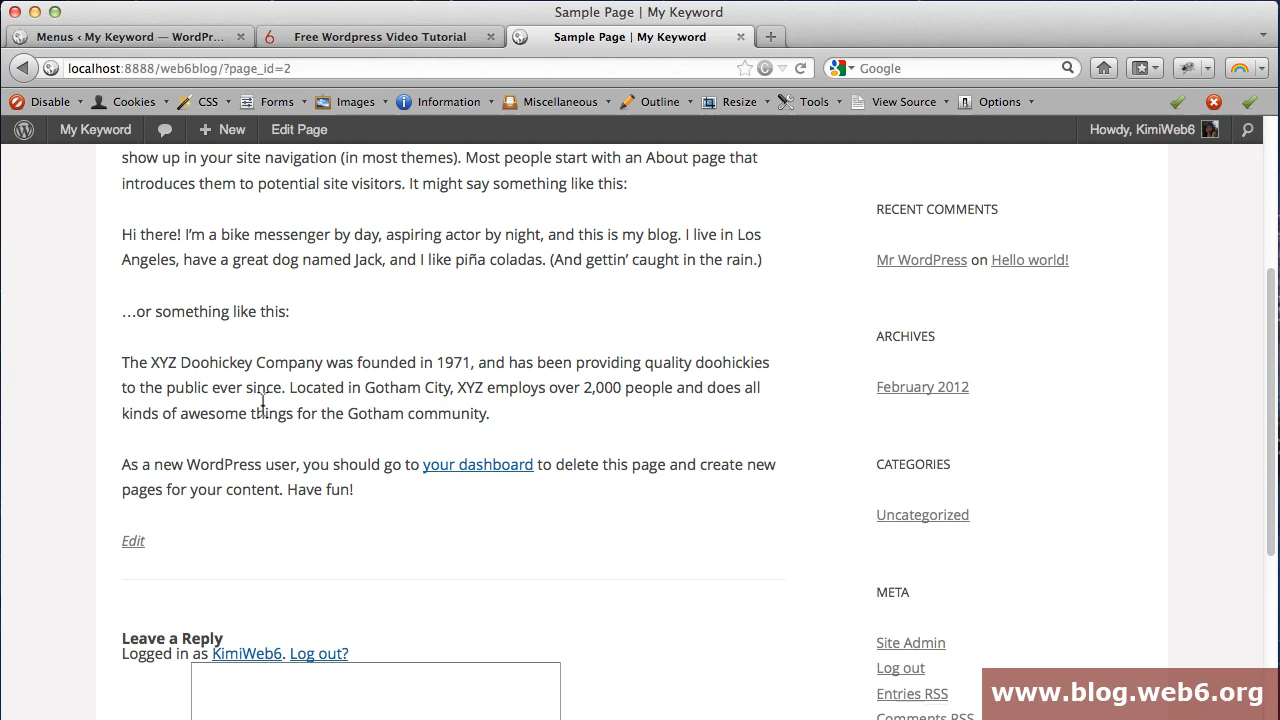 Sample Page | My Keyword
Menus ‹ My Keyword — WordPr...
Free Wordpress Video Tutorial
Sample Page | My Keyword
localhost:8888/web6blog/?page_id=2
Google
Disable Cookies CSS Forms Images Information Miscellaneous Outline Resize Tools View Source Options
My Keyword New Edit Page Howdy, KimiWeb6
show up in your site navigation (in most themes). Most people start with an About page that
introduces them to potential site visitors. It might say something like this:
Hi there! I’m a bike messenger by day, aspiring actor by night, and this is my blog. I live in Los
Angeles, have a great dog named Jack, and I like piña coladas. (And gettin’ caught in the rain.)
…or something like this:
The XYZ Doohickey Company was founded in 1971, and has been providing quality doohickies
to the public ever since. Located in Gotham City, XYZ employs over 2,000 people and does all
kinds of awesome things for the Gotham community.
As a new WordPress user, you should go to your dashboard to delete this page and create new
pages for your content. Have fun!
Edit
Leave a Reply
Logged in as KimiWeb6. Log out?
RECENT COMMENTS
Mr WordPress on Hello world!
ARCHIVES
February 2012
CATEGORIES
Uncategorized
META
Site Admin
Log out
Entries RSS
Comments RSS
www.blog.web6.org